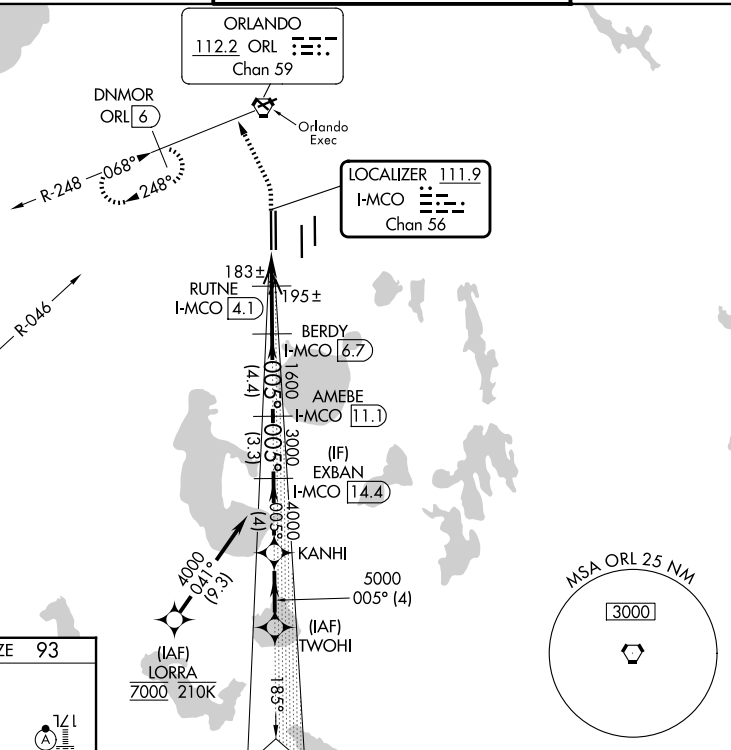 ORLANDO
112.2 ORL
Chan 59
DNMOR
ORL 6
Orlando
Exec
R-248
068°
248°
LOCALIZER 111.9
I-MCO
Chan 56
183±
RUTNE
I-MCO 4.1
195±
R-046
BERDY
I-MCO 6.7
1600
005°
(4.4)
AMEBE
I-MCO 11.1
3000
005°
(3.3)
(IF)
EXBAN
I-MCO 14.4
4000
005°
(4)
KANHI
4000
041°
(9.3)
5000
005° (4)
(IAF)
TWOHI
(IAF)
LORRA
7000 210K
185°
MSA ORL 25 NM
3000
ZE 93
17L
A